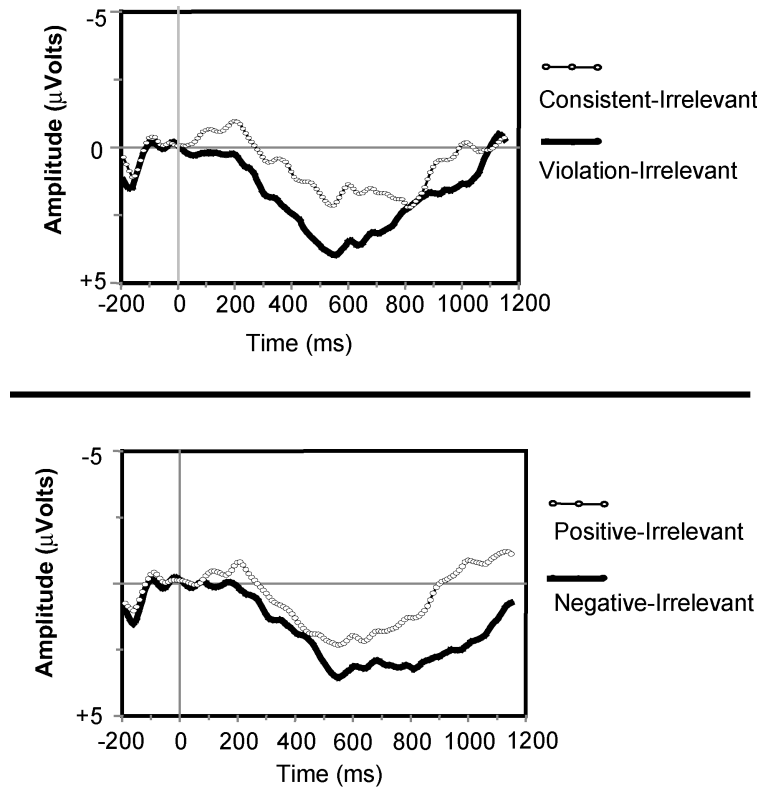 -5
Amplitude (μVolts)
0
+5
-200 0 200 400 600 800 1000 1200
Time (ms)
Consistent-Irrelevant
Violation-Irrelevant
-5
Amplitude (μVolts)
+5
-200 0 200 400 600 800 1000 1200
Time (ms)
Positive-Irrelevant
Negative-Irrelevant